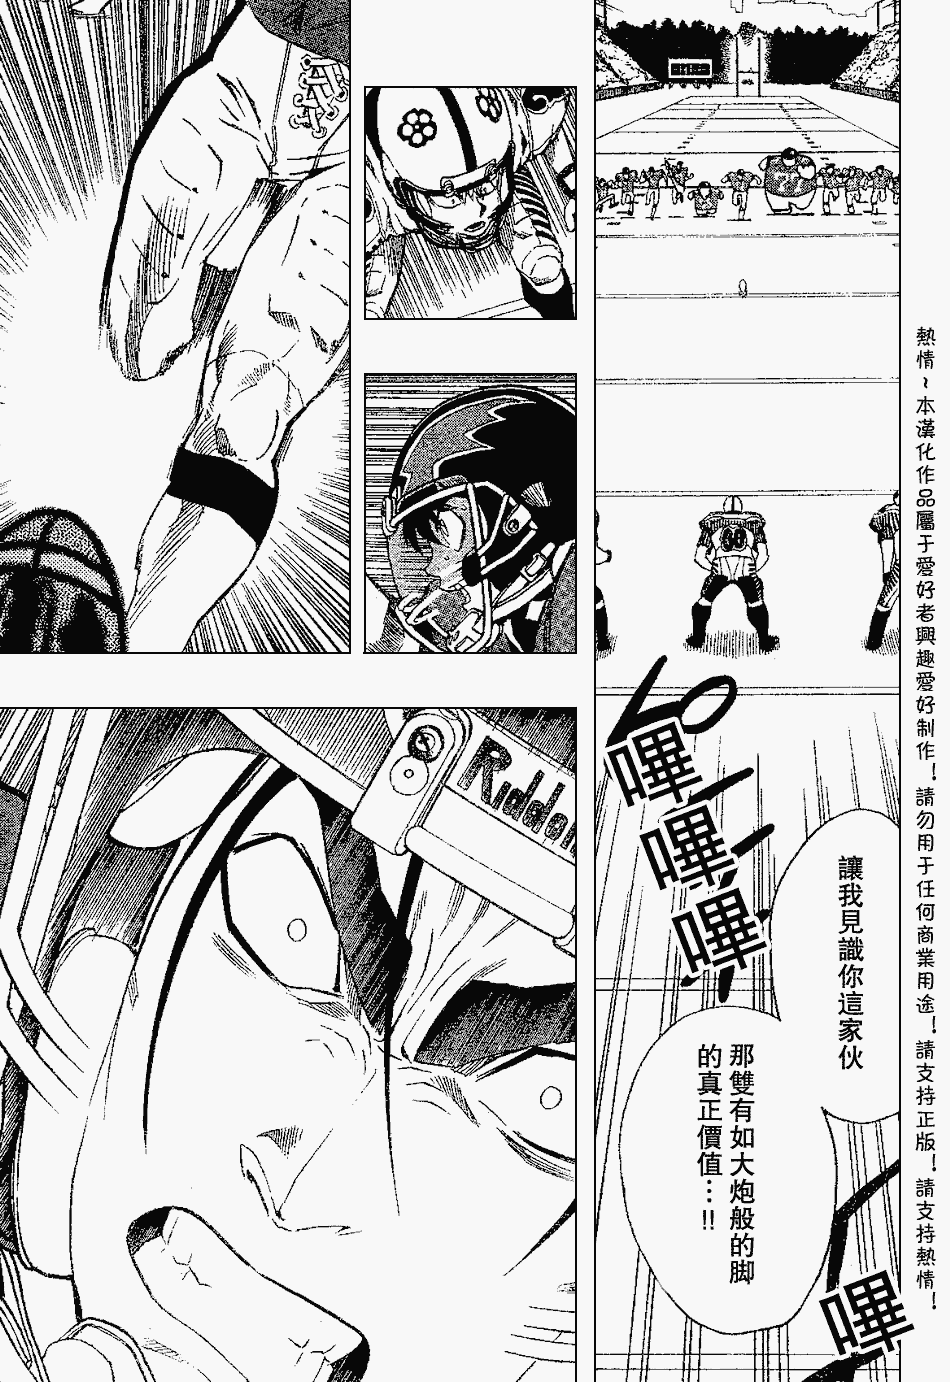 熱情~本漢化作品屬于愛好者興趣愛好制作!請勿用于任何商業用途!請支持正版!請支持熱情!
嗶
嗶
嗶
讓我見識你這家伙
那雙有如大炮般的脚
的真正價值…!!
嗶
68
77
Riddell